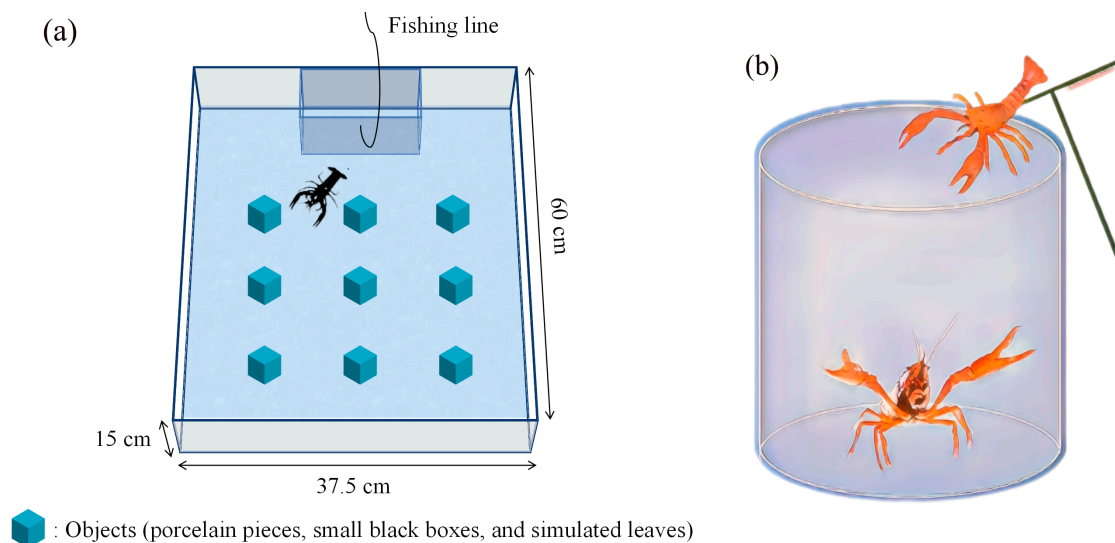 (a)
Fishing line
(b)
60 cm
15 cm
37.5 cm
: Objects (porcelain pieces, small black boxes, and simulated leaves)